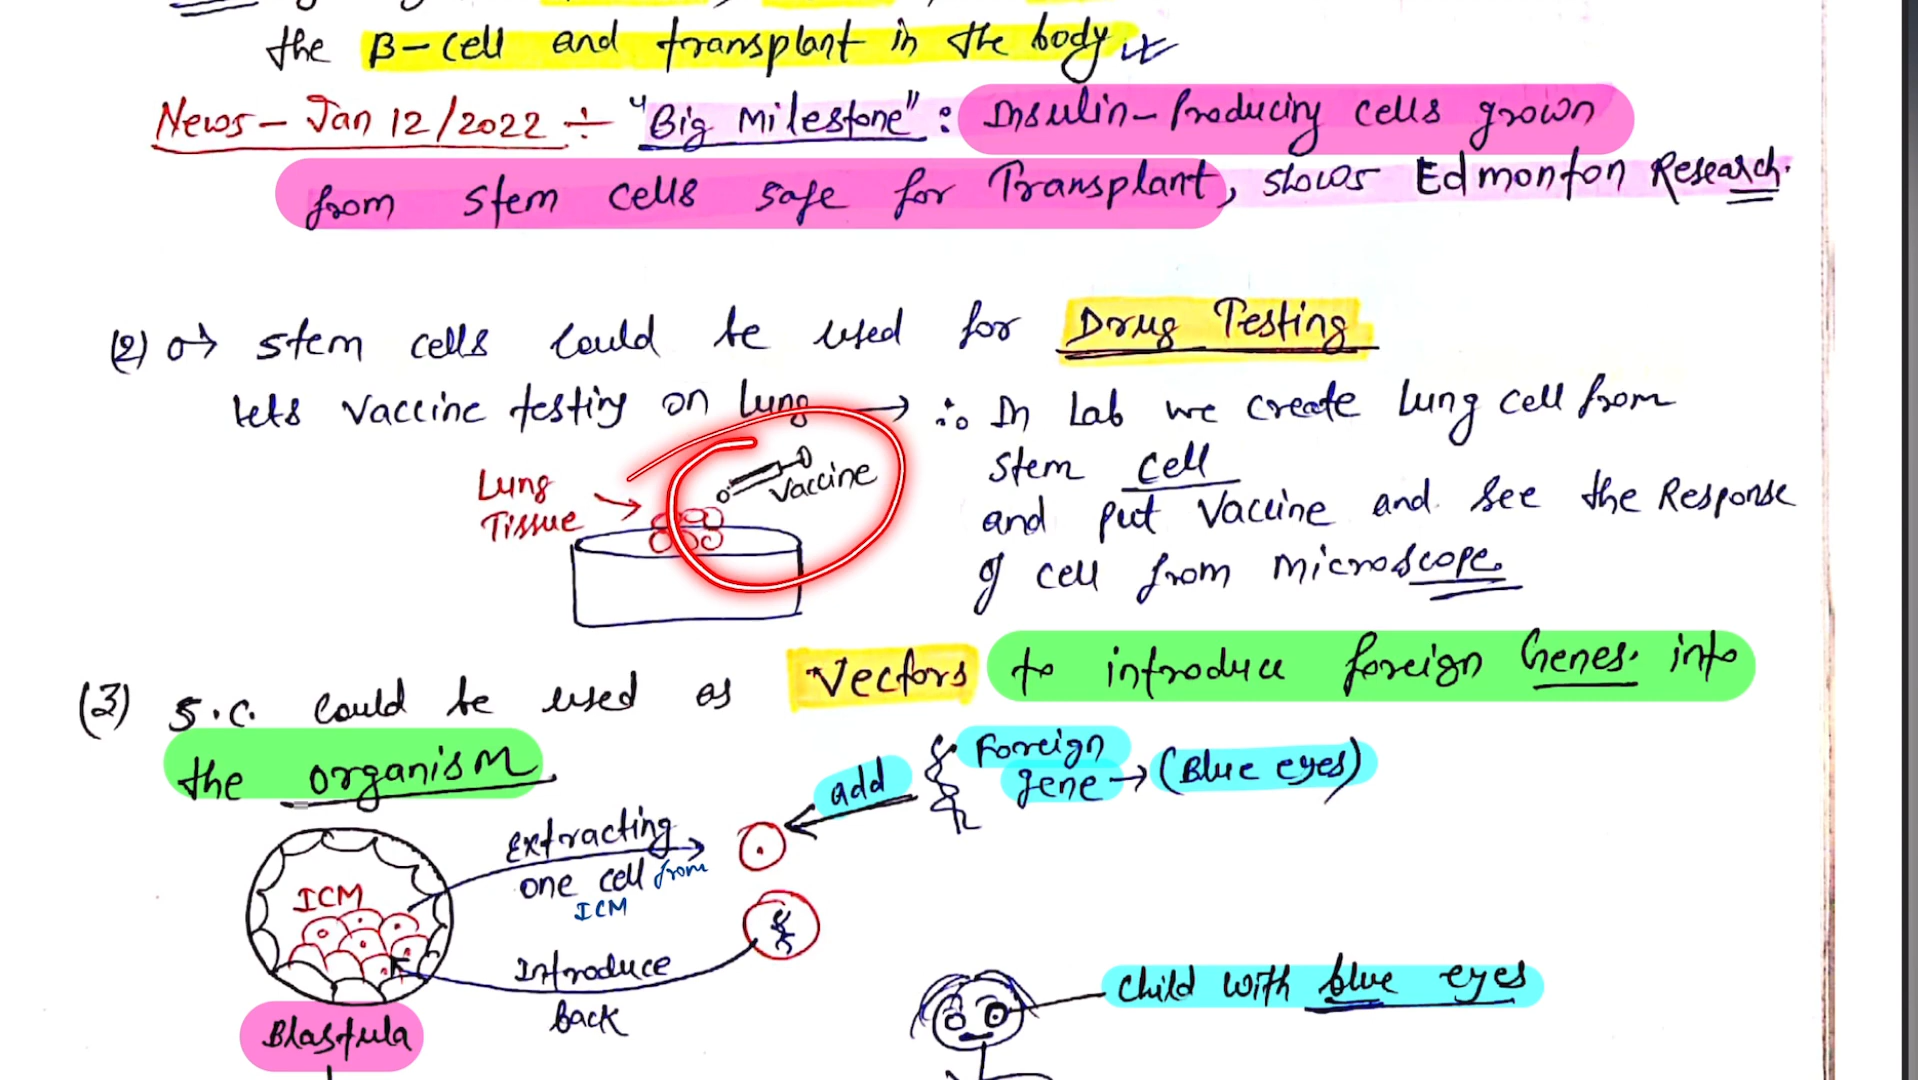 the B-cell and transplant in the body
News - Jan 12/2022 ÷ "Big Milestone" : Insulin-Producing cells grown
from stem cells safe for Transplant, shows Edmonton Research.
(2) → stem cells could be used for Drug Testing
lets vaccine testing on lung → ∴ In Lab we create lung cell from
stem cell
and put vaccine and see the Response
of cell from microscope.
Lung
Tissue
Vaccine
(3) S.C. could be used as Vectors to introduce foreign Genes into
the organism
add
Foreign
gene → (Blue eyes)
extracting
one cell from
ICM
ICM
Introduce
back
Blastula
child with blue eyes